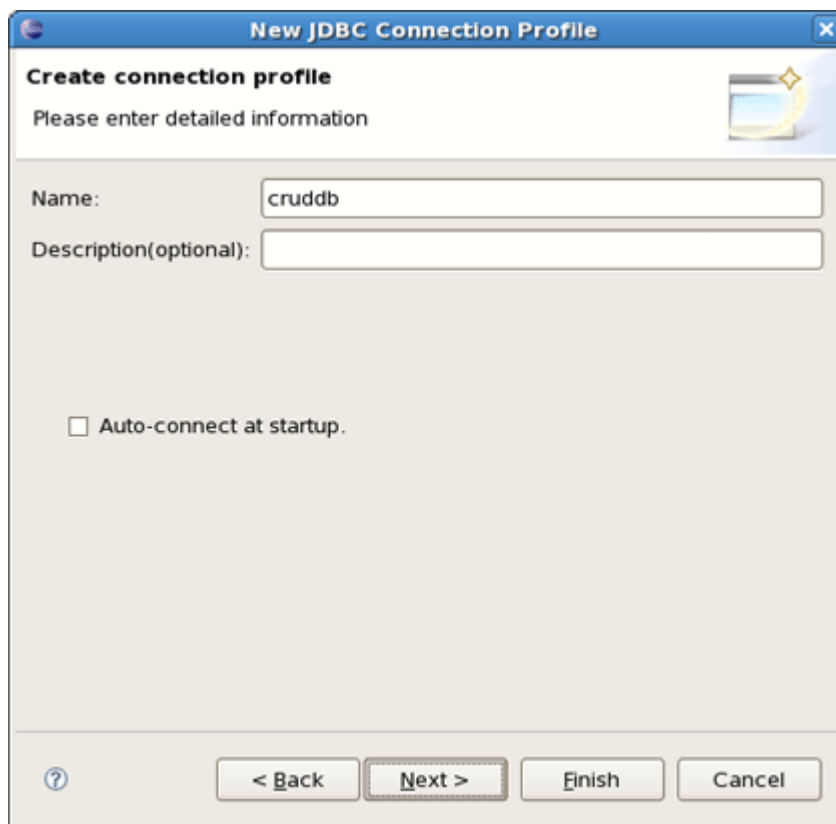 New JDBC Connection Profile
Create connection profile
Please enter detailed information
Name: cruddb
Description(optional):
Auto-connect at startup.
? < Back Next > Finish Cancel